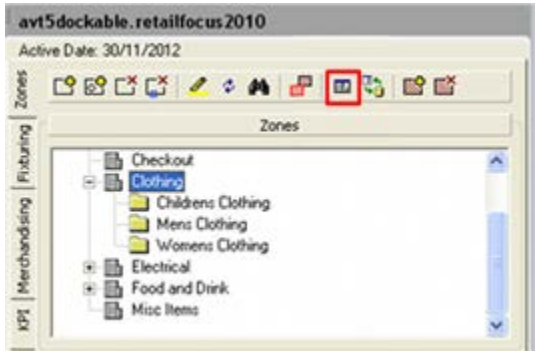 avt5dockable.retailfocus2010
Active Date: 30/11/2012
Zones
Fixturing
Merchandising
KPI
Zones
Checkout
Clothing
Childrens Clothing
Mens Clothing
Womens Clothing
Electrical
Food and Drink
Misc Items